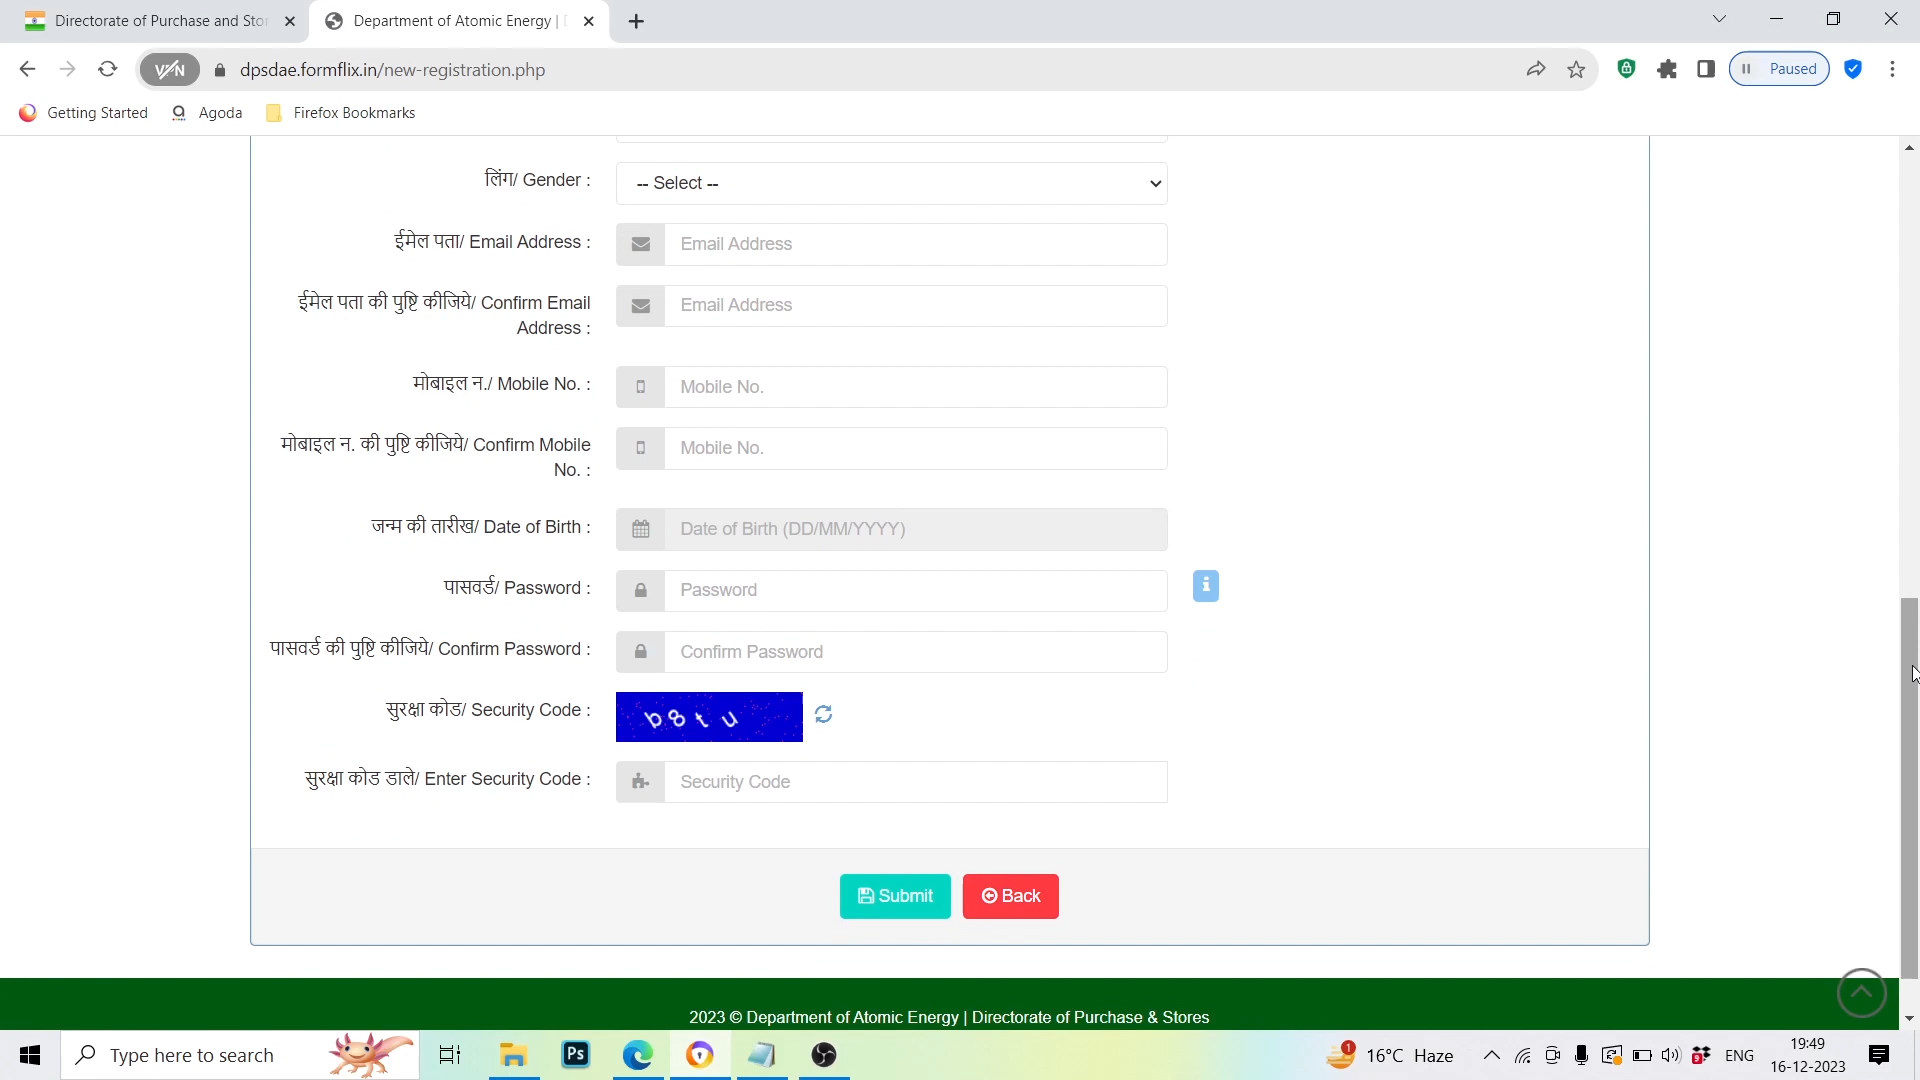 Directorate of Purchase and Stor
Department of Atomic Energy |
VPN
dpsdae.formflix.in/new-registration.php
Paused
Getting Started
Agoda
Firefox Bookmarks
लिंग/ Gender :
-- Select --
ईमेल पता/ Email Address :
Email Address
ईमेल पता की पुष्टि कीजिये/ Confirm Email
Address :
Email Address
मोबाइल न./ Mobile No. :
Mobile No.
मोबाइल न. की पुष्टि कीजिये/ Confirm Mobile
No. :
Mobile No.
जन्म की तारीख/ Date of Birth :
Date of Birth (DD/MM/YYYY)
पासवर्ड/ Password :
Password
i
पासवर्ड की पुष्टि कीजिये/ Confirm Password :
Confirm Password
सुरक्षा कोड/ Security Code :
b8tu
सुरक्षा कोड डाले/ Enter Security Code :
Security Code
Submit
Back
2023 © Department of Atomic Energy | Directorate of Purchase & Stores
Type here to search
Ps
1
16°C Haze
9
ENG
19:49
16-12-2023